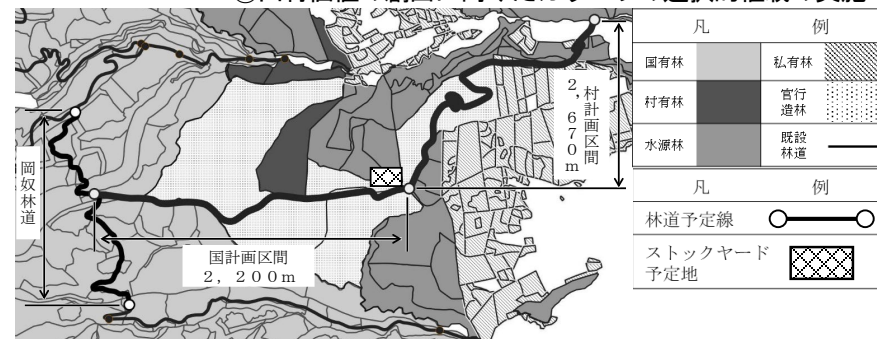 凡 例
国有林 私有林
村有林 官行造林
水源林 既設林道
凡 例
林道予定線
ストックヤード
予定地
村計画区間
2,670m
岡奴林道
国計画区間
2,200m